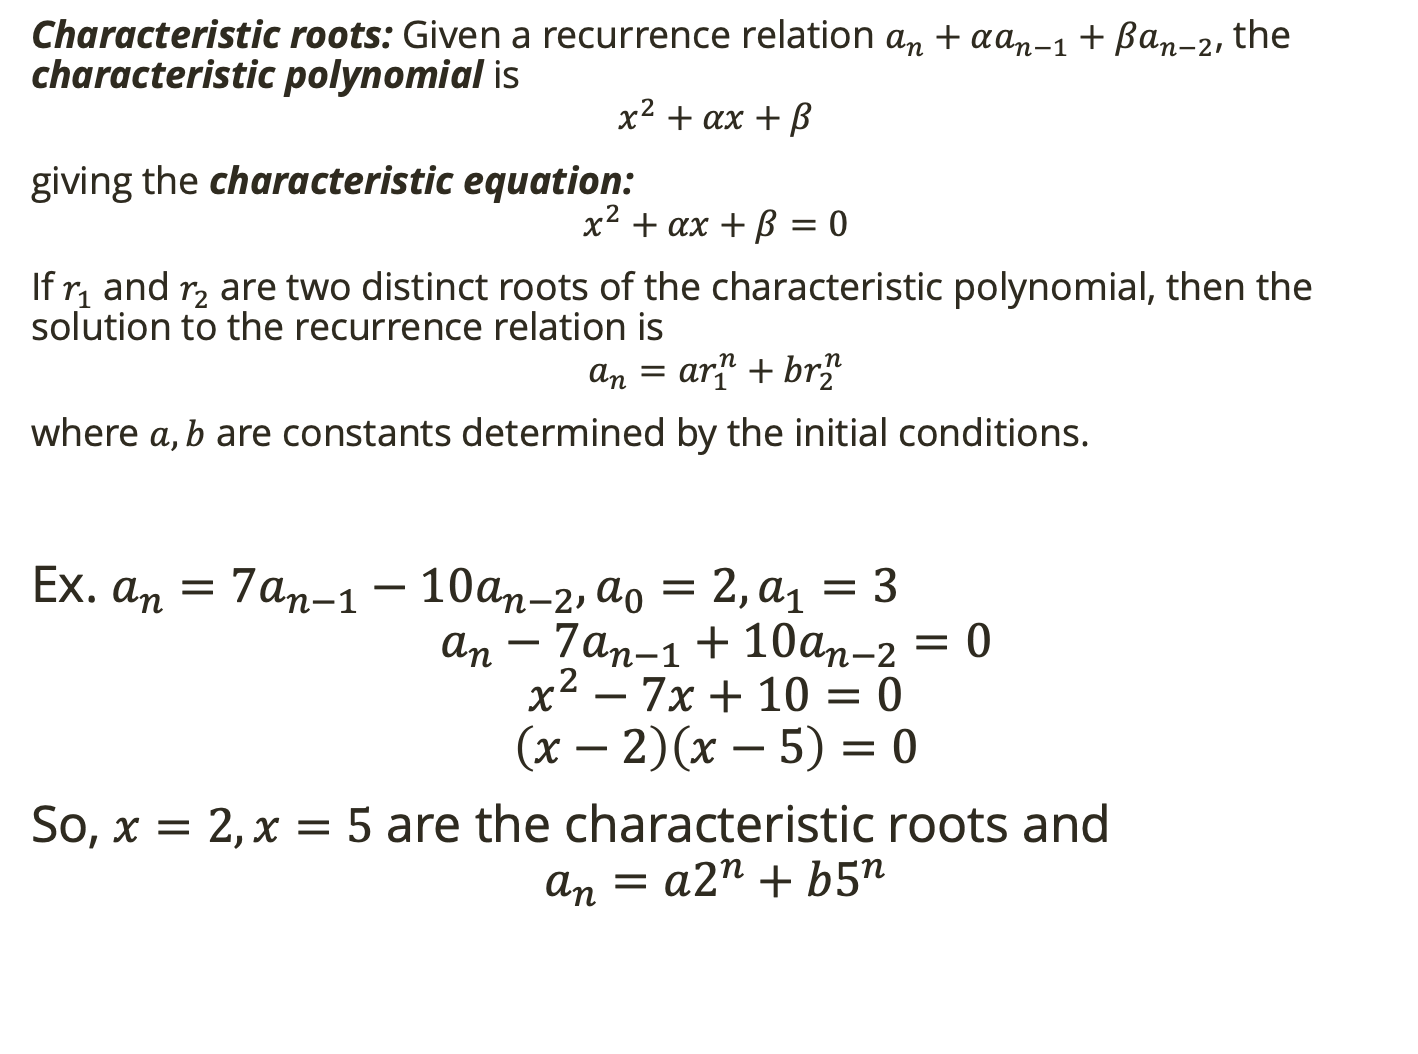 Characteristic roots: Given a recurrence relation aₙ + αaₙ₋₁ + βaₙ₋₂, the
characteristic polynomial is
x² + αx + β
giving the characteristic equation:
x² + αx + β = 0
If r₁ and r₂ are two distinct roots of the characteristic polynomial, then the
solution to the recurrence relation is
aₙ = ar₁ⁿ + br₂ⁿ
where a, b are constants determined by the initial conditions.
Ex. aₙ = 7aₙ₋₁ − 10aₙ₋₂, a₀ = 2, a₁ = 3
aₙ − 7aₙ₋₁ + 10aₙ₋₂ = 0
x² − 7x + 10 = 0
(x − 2)(x − 5) = 0
So, x = 2, x = 5 are the characteristic roots and
aₙ = a2ⁿ + b5ⁿ